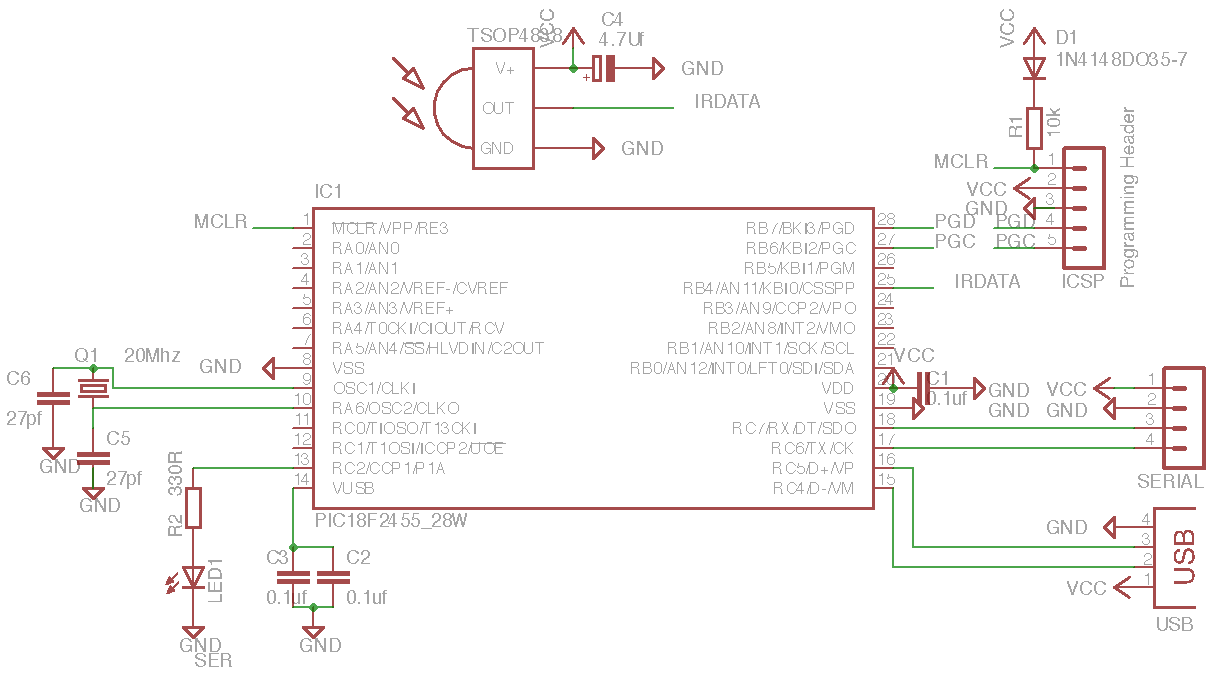 TSOP4838
VCC
C4
4.7Uf
V+
GND
OUT
IRDATA
GND
GND
VCC
D1
1N4148DO35-7
R1
10k
Programming Header
MCLR
1
VCC
2
GND
3
PGD
PGD
4
PGC
PGC
5
ICSP
IC1
MCLR
1
MCLR/VPP/RE3
2
RA0/AN0
3
RA1/AN1
4
RA2/AN2/VREF-/CVREF
5
RA3/AN3/VREF+
6
RA4/T0CKI/C1OUT/RCV
7
RA5/AN4/SS/HLVDIN/C2OUT
GND
8
VSS
9
OSC1/CLKI
10
RA6/OSC2/CLKO
11
RC0/T1OSO/T13CKI
12
RC1/T1OSI/CCP2/UOE
13
RC2/CCP1/P1A
14
VUSB
RB7/BKI3/PGD
28
RB6/KBI2/PGC
27
RB5/KBI1/PGM
26
RB4/AN11/KBI0/CSSPP
25
IRDATA
RB3/AN9/CCP2/VPO
24
RB2/AN8/INT2/VMO
23
RB1/AN10/INT1/SCK/SCL
22
RB0/AN12/INT0/LFT0/SDI/SDA
21
VCC
VDD
C1
0.1uf
GND
VSS
19
GND
RC7/RX/DT/SDO
18
RC6/TX/CK
17
RC5/D+/VP
16
RC4/D-/VM
15
PIC18F2455_28W
Q1
20Mhz
C6
27pf
GND
C5
27pf
GND
330R
R2
LED1
GND
SER
C3
0.1uf
C2
0.1uf
GND
VCC
1
GND
2
3
4
SERIAL
GND
4
3
2
VCC
1
USB
USB